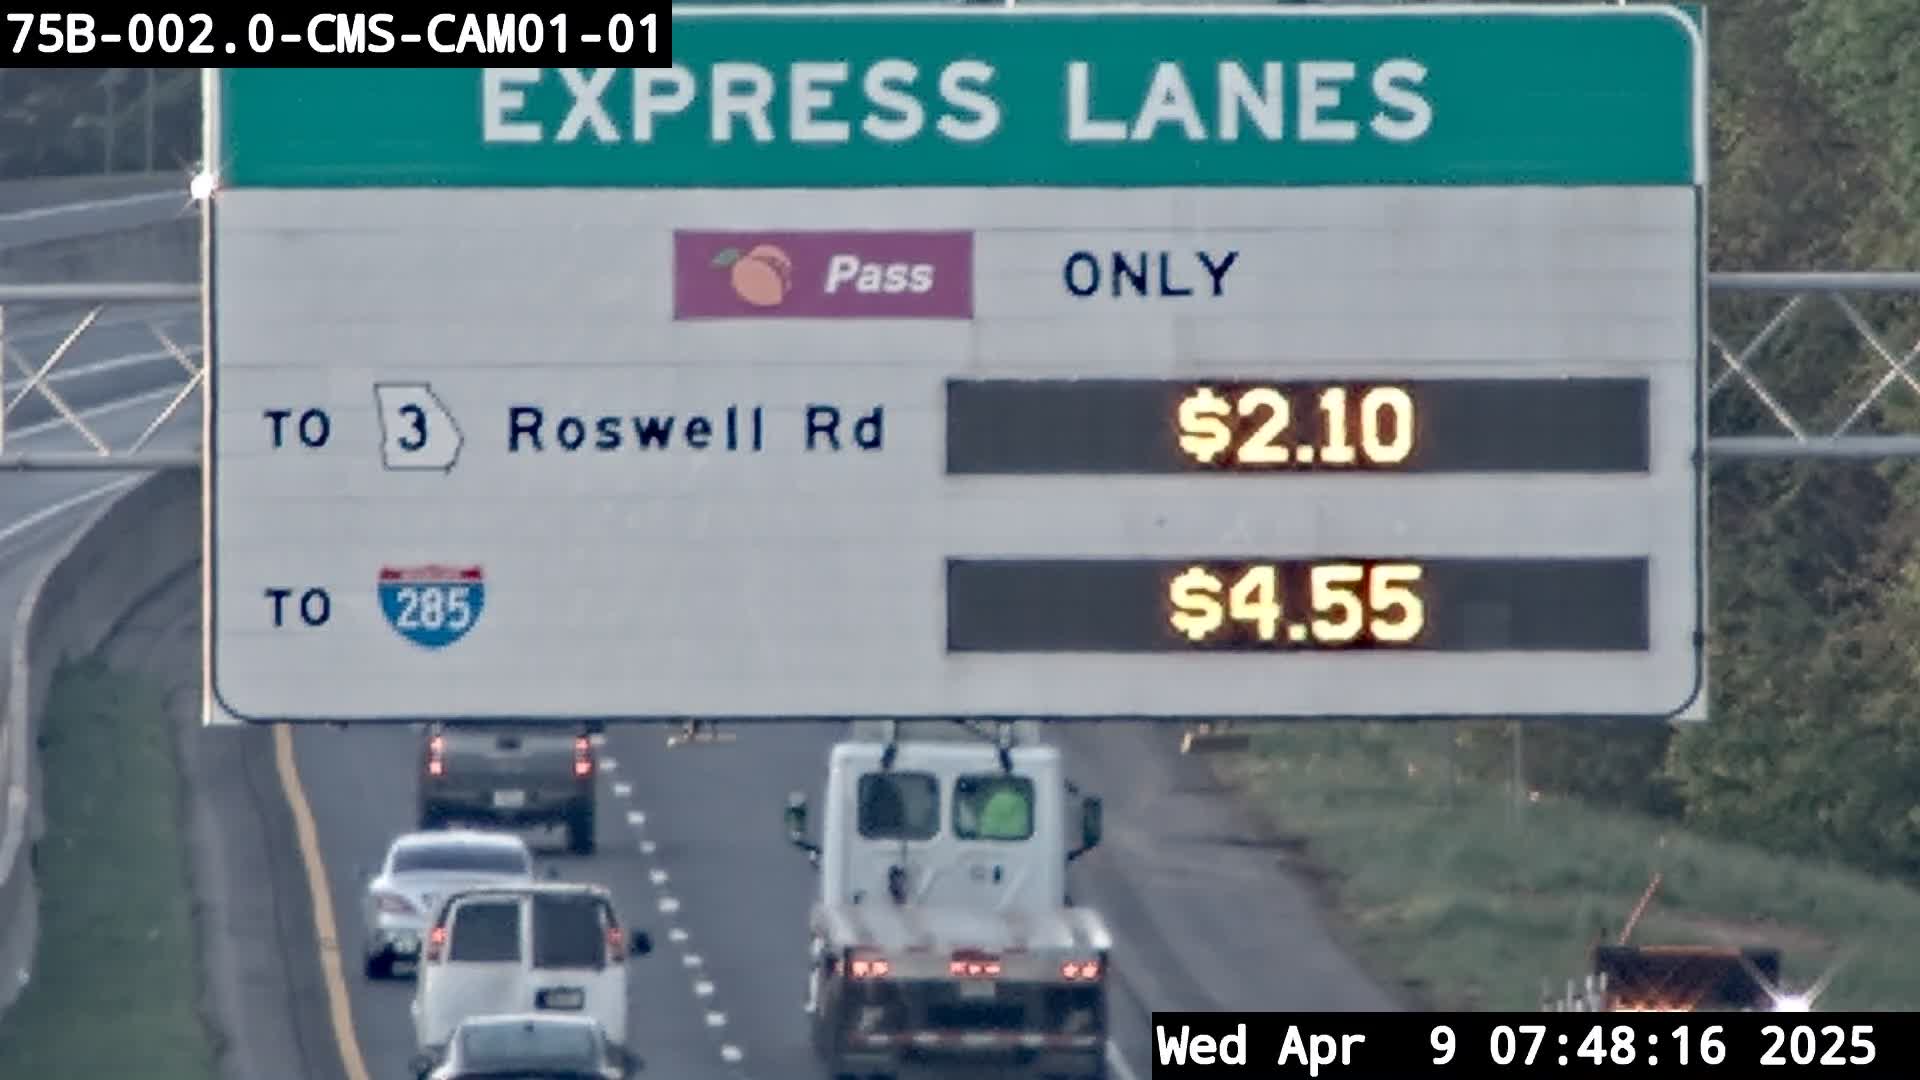 75B-002.0-CMS-CAM01-01
EXPRESS LANES
Pass ONLY
TO 3 Roswell Rd $2.10
TO 285 $4.55
Wed Apr 9 07:48:16 2025